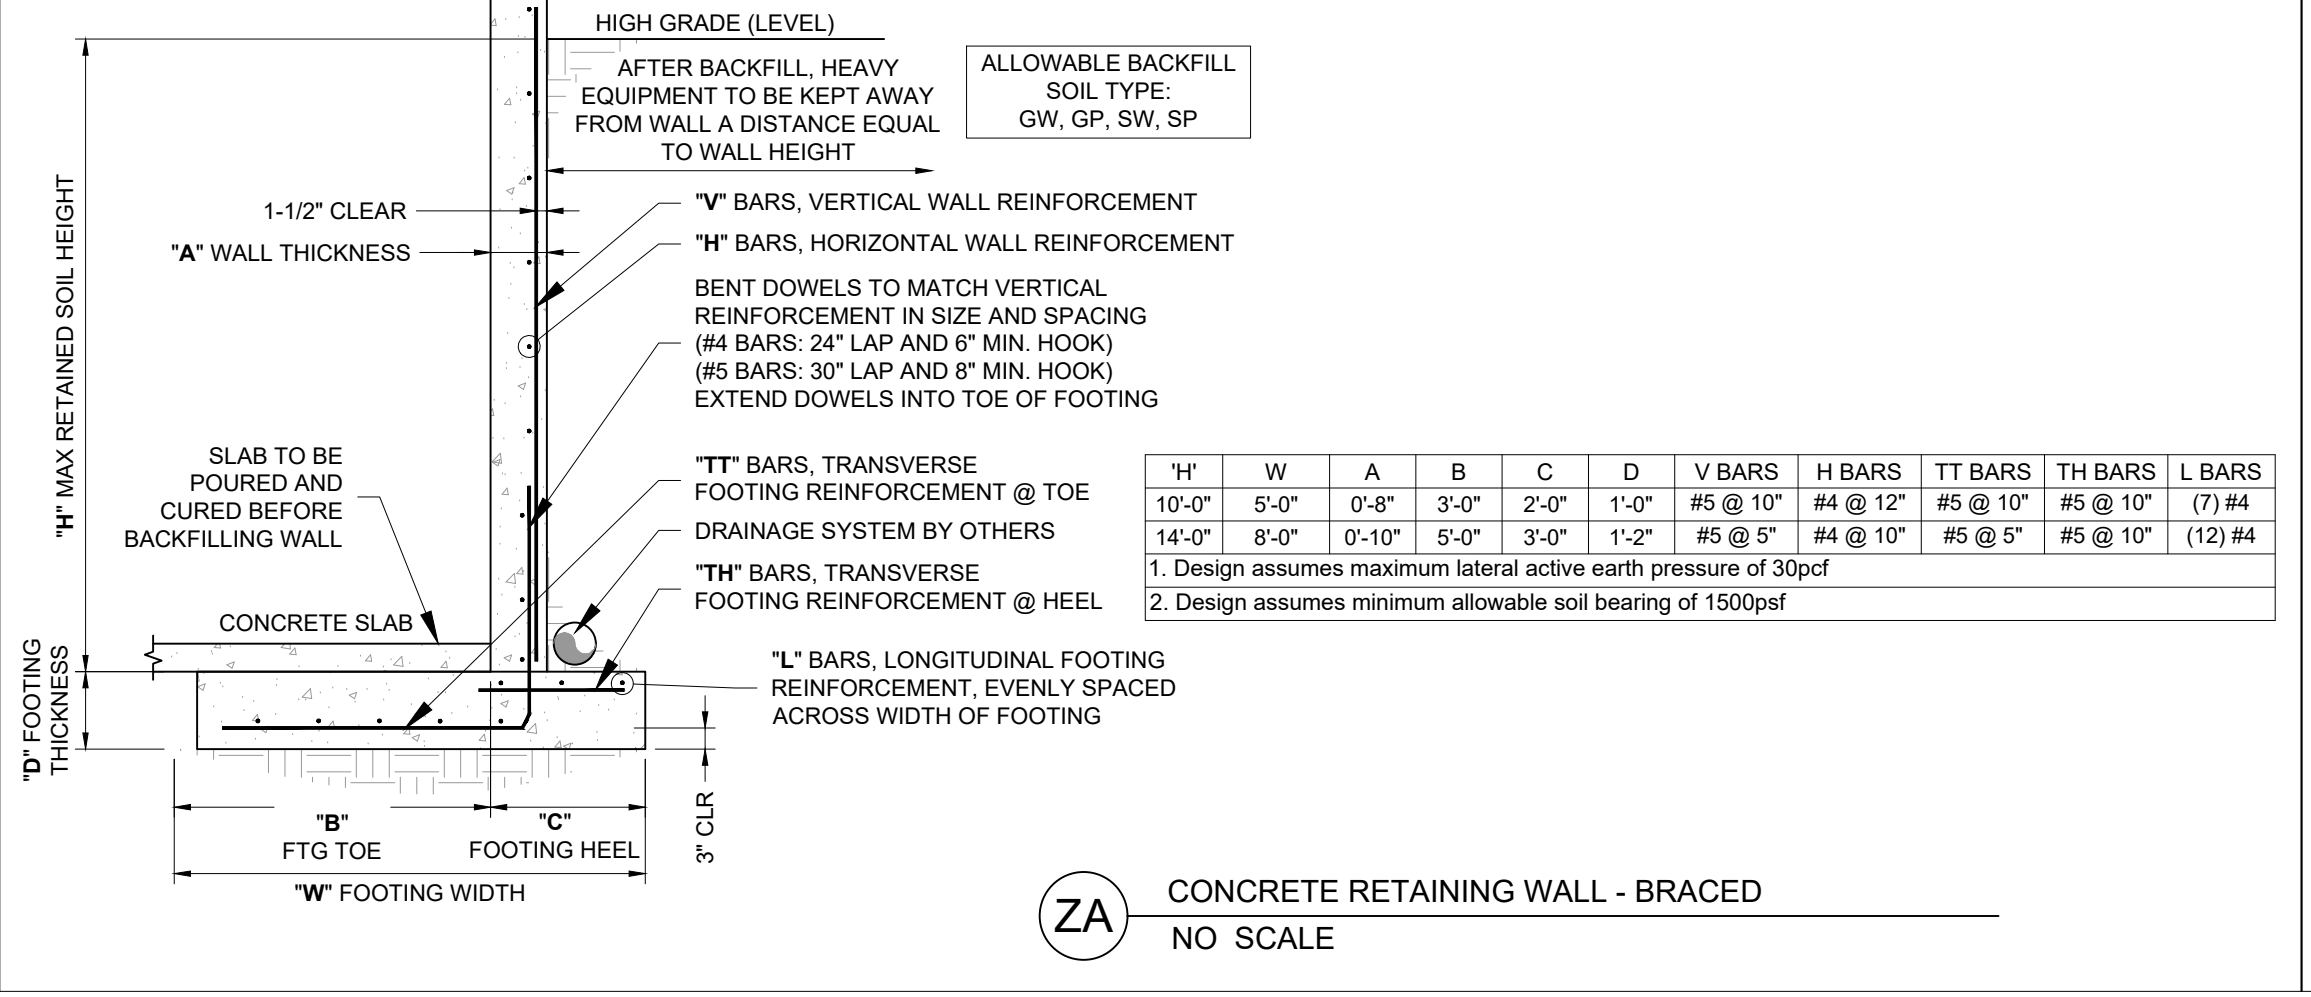 HIGH GRADE (LEVEL)
AFTER BACKFILL, HEAVY
EQUIPMENT TO BE KEPT AWAY
FROM WALL A DISTANCE EQUAL
TO WALL HEIGHT
ALLOWABLE BACKFILL
SOIL TYPE:
GW, GP, SW, SP
"H" MAX RETAINED SOIL HEIGHT
1-1/2" CLEAR
"A" WALL THICKNESS
"V" BARS, VERTICAL WALL REINFORCEMENT
"H" BARS, HORIZONTAL WALL REINFORCEMENT
BENT DOWELS TO MATCH VERTICAL
REINFORCEMENT IN SIZE AND SPACING
(#4 BARS: 24" LAP AND 6" MIN. HOOK)
(#5 BARS: 30" LAP AND 8" MIN. HOOK)
EXTEND DOWELS INTO TOE OF FOOTING
SLAB TO BE
POURED AND
CURED BEFORE
BACKFILLING WALL
"TT" BARS, TRANSVERSE
FOOTING REINFORCEMENT @ TOE
DRAINAGE SYSTEM BY OTHERS
"TH" BARS, TRANSVERSE
FOOTING REINFORCEMENT @ HEEL
CONCRETE SLAB
"D" FOOTING
THICKNESS
"L" BARS, LONGITUDINAL FOOTING
REINFORCEMENT, EVENLY SPACED
ACROSS WIDTH OF FOOTING
"B"
FTG TOE
"C"
FOOTING HEEL
3" CLR
"W" FOOTING WIDTH
'H' W A B C D V BARS H BARS TT BARS TH BARS L BARS
10'-0" 5'-0" 0'-8" 3'-0" 2'-0" 1'-0" #5 @ 10" #4 @ 12" #5 @ 10" #5 @ 10" (7) #4
14'-0" 8'-0" 0'-10" 5'-0" 3'-0" 1'-2" #5 @ 5" #4 @ 10" #5 @ 5" #5 @ 10" (12) #4
1. Design assumes maximum lateral active earth pressure of 30pcf
2. Design assumes minimum allowable soil bearing of 1500psf
ZA
CONCRETE RETAINING WALL - BRACED
NO SCALE